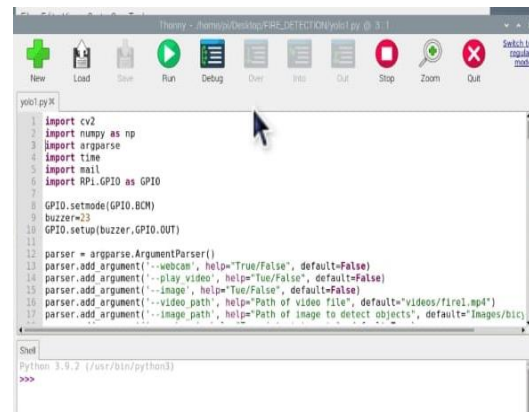 Thonny - /home/pi/Desktop/FIRE_DETECTION/yolo1.py @ 3:1
New Load Save Run Debug Over Into Out Stop Zoom Quit
Switch to
regular
mode
yolo1.py ×
1 import cv2
2 import numpy as np
3 import argparse
4 import time
5 import mail
6 import RPi.GPIO as GPIO
7
8 GPIO.setmode(GPIO.BCM)
9 buzzer=23
10 GPIO.setup(buzzer,GPIO.OUT)
11
12 parser = argparse.ArgumentParser()
13 parser.add_argument('--webcam', help="True/False", default=False)
14 parser.add_argument('--play_video', help="Tue/False", default=False)
15 parser.add_argument('--image', help="Tue/False", default=False)
16 parser.add_argument('--video_path', help="Path of video file", default="videos/fire1.mp4")
17 parser.add_argument('--image_path', help="Path of image to detect objects", default="Images/bicy
Shell
Python 3.9.2 (/usr/bin/python3)
>>>